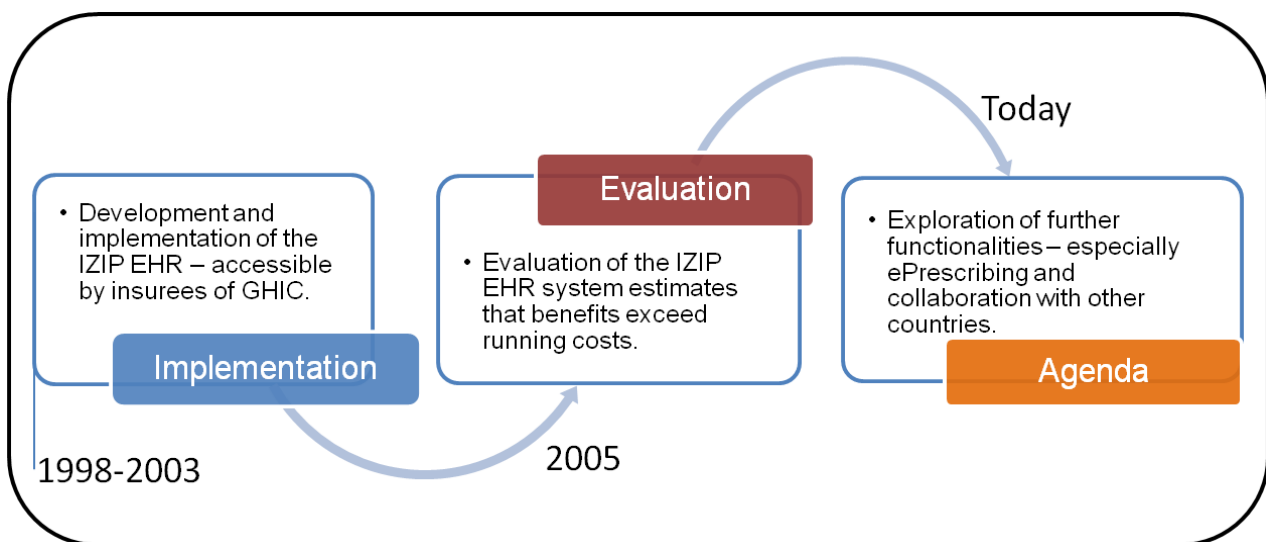 • Development and
implementation of the
IZIP EHR – accessible
by insurees of GHIC.
Implementation
1998-2003
Evaluation
• Evaluation of the IZIP
EHR system estimates
that benefits exceed
running costs.
2005
Today
• Exploration of further
functionalities – especially
ePrescribing and
collaboration with other
countries.
Agenda